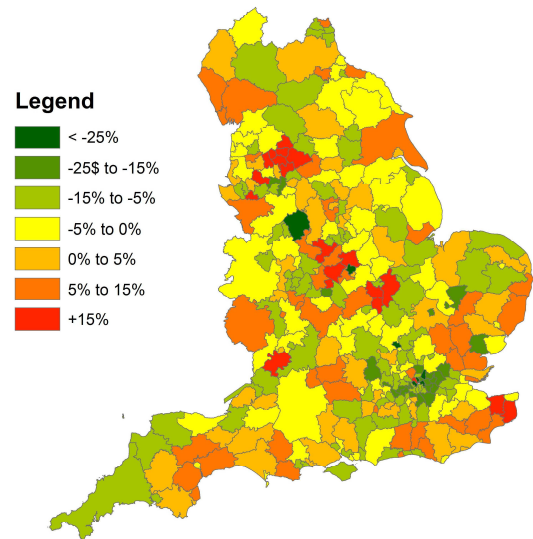 Legend
< -25%
-25$ to -15%
-15% to -5%
-5% to 0%
0% to 5%
5% to 15%
+15%